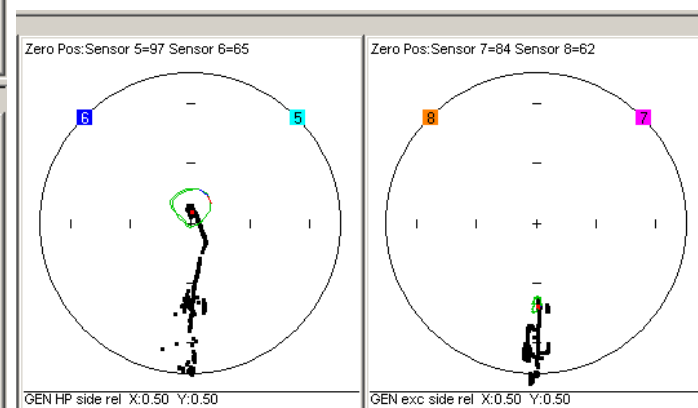 Zero Pos:Sensor 5=97 Sensor 6=65
Zero Pos:Sensor 7=84 Sensor 8=62
6
5
8
7
GEN HP side rel X:0.50 Y:0.50
GEN exc side rel X:0.50 Y:0.50